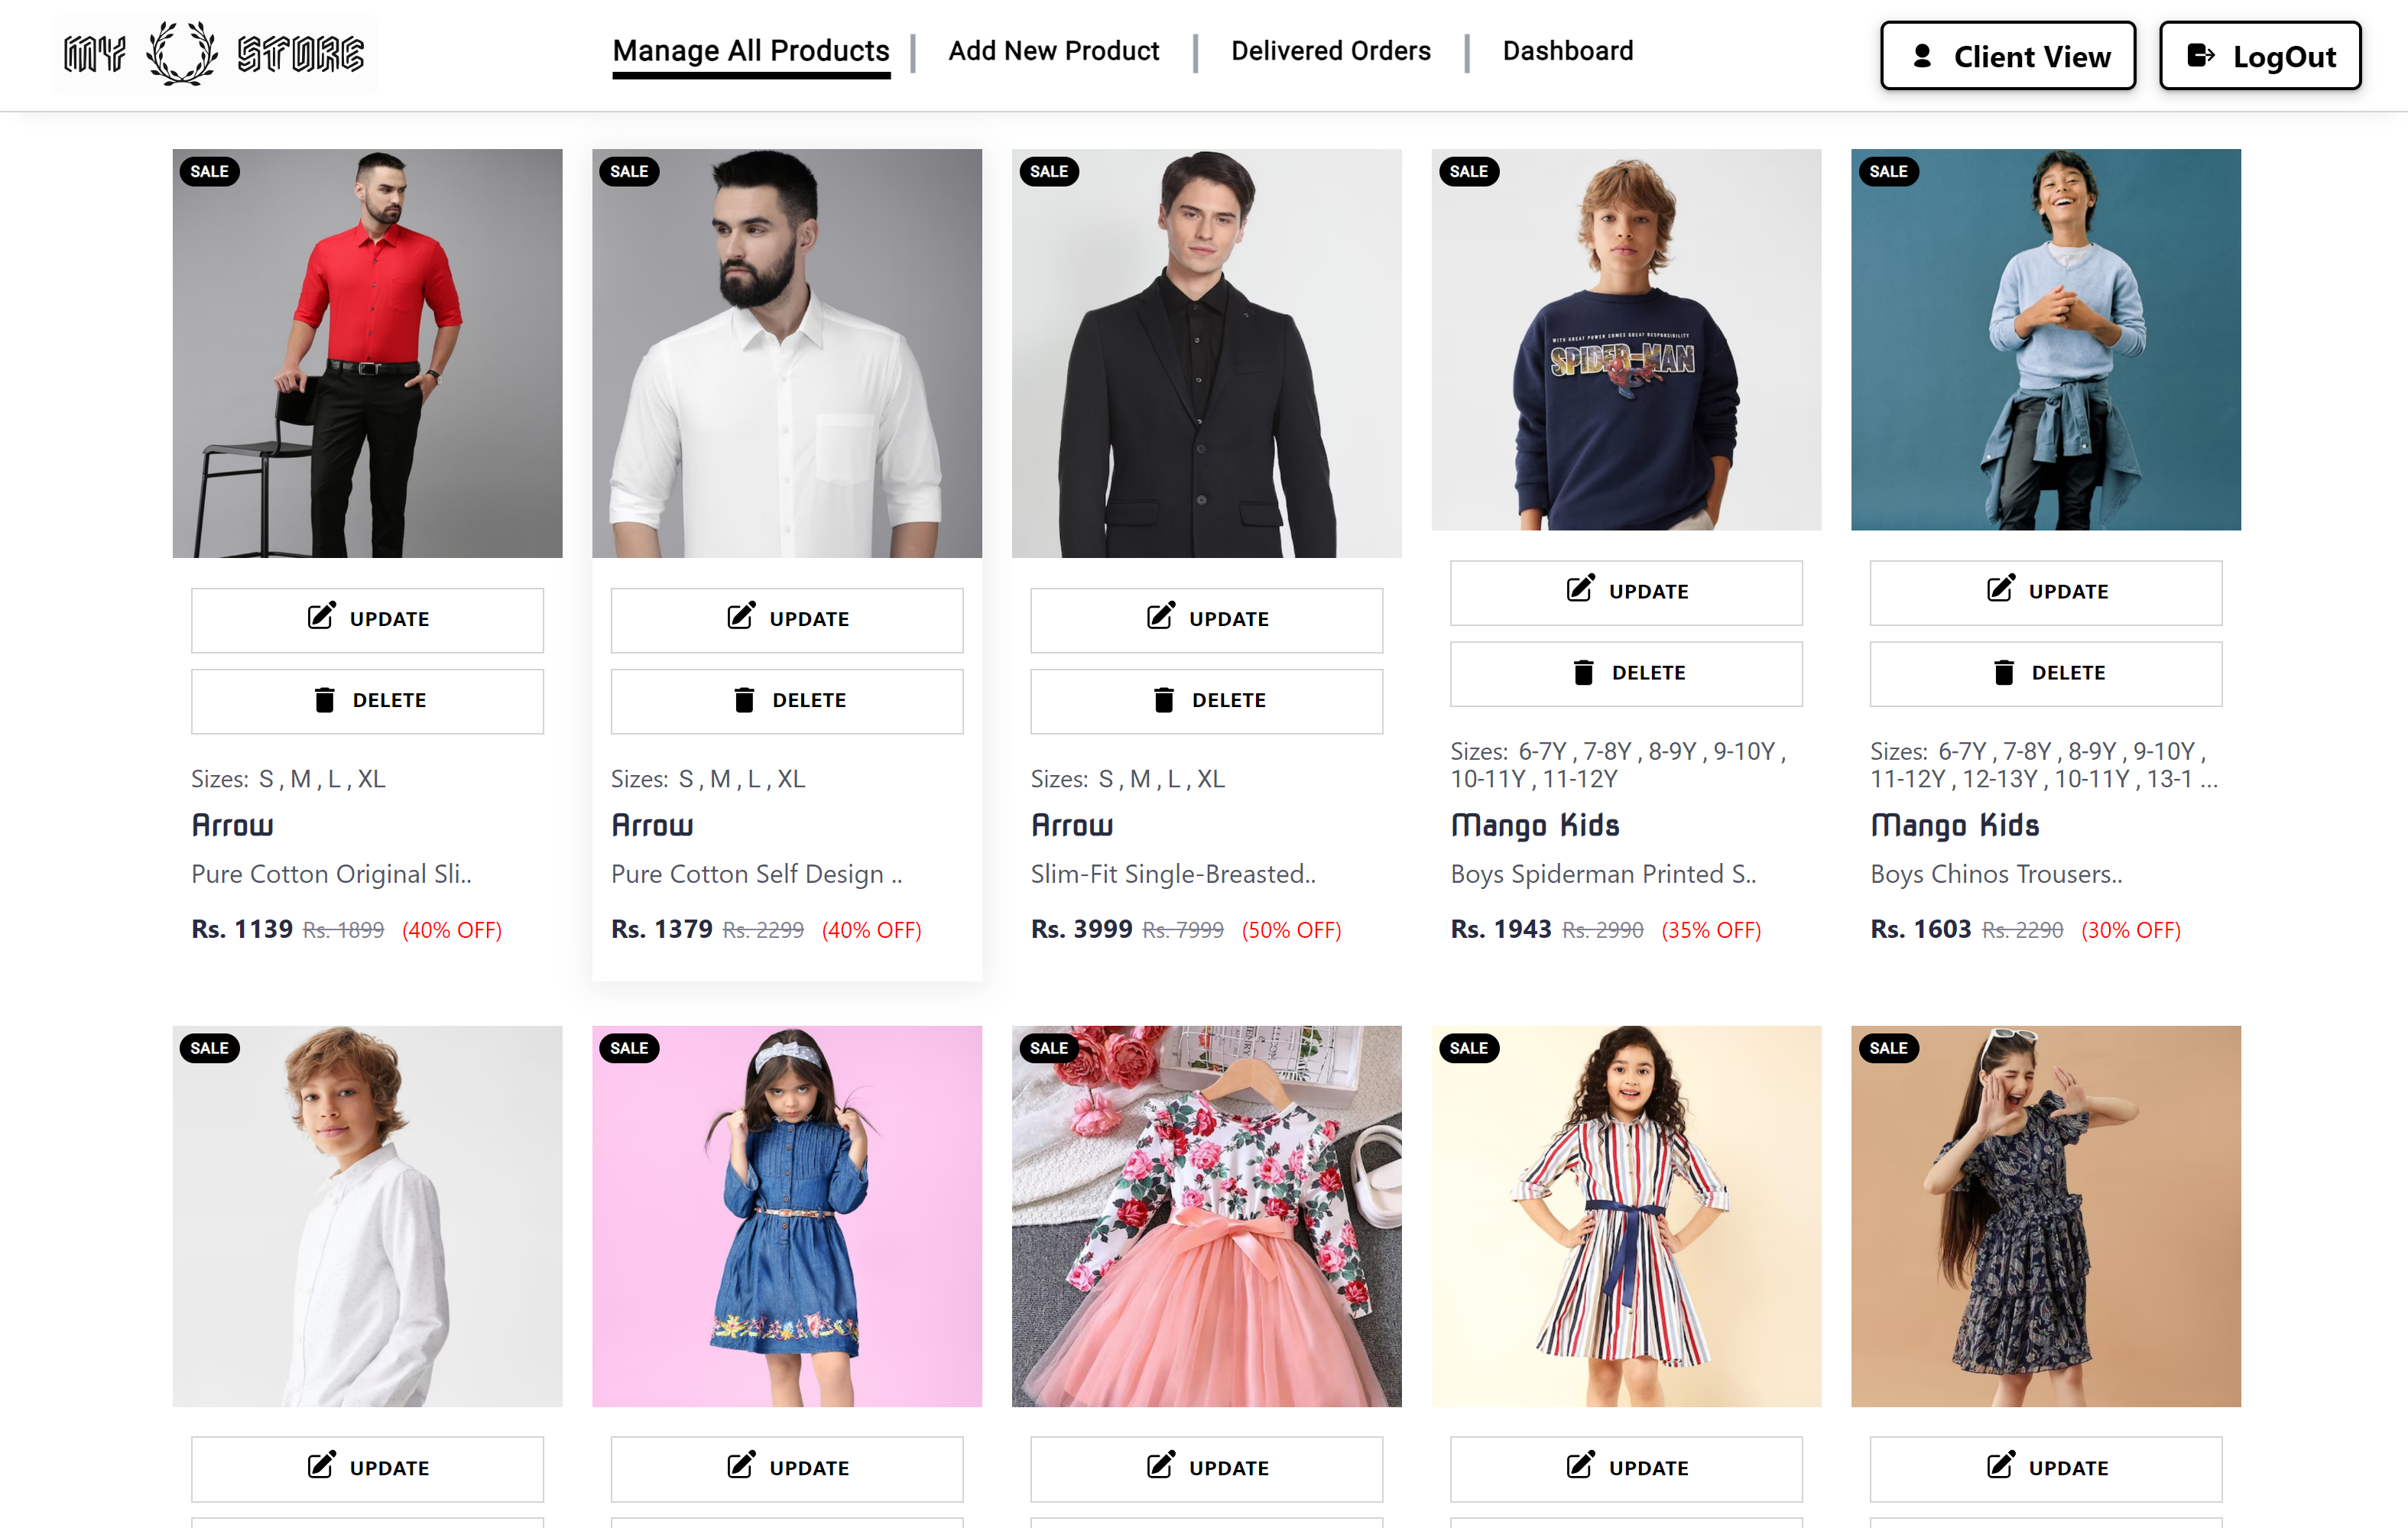 MY STORE
Manage All Products
Add New Product
Delivered Orders
Dashboard
Client View
LogOut
SALE
SALE
SALE
SALE
SALE
WITH GREAT POWER COMES GREAT RESPONSIBILITY
SPIDER-MAN
UPDATE
UPDATE
UPDATE
UPDATE
UPDATE
DELETE
DELETE
DELETE
DELETE
DELETE
Sizes: S , M , L , XL
Arrow
Pure Cotton Original Sli..
Rs. 1139 Rs. 1899 (40% OFF)
Sizes: S , M , L , XL
Arrow
Pure Cotton Self Design ..
Rs. 1379 Rs. 2299 (40% OFF)
Sizes: S , M , L , XL
Arrow
Slim-Fit Single-Breasted..
Rs. 3999 Rs. 7999 (50% OFF)
Sizes: 6-7Y , 7-8Y , 8-9Y , 9-10Y ,
10-11Y , 11-12Y
Mango Kids
Boys Spiderman Printed S..
Rs. 1943 Rs. 2990 (35% OFF)
Sizes: 6-7Y , 7-8Y , 8-9Y , 9-10Y ,
11-12Y , 12-13Y , 10-11Y , 13-1 ...
Mango Kids
Boys Chinos Trousers..
Rs. 1603 Rs. 2290 (30% OFF)
SALE
SALE
SALE
SALE
SALE
UPDATE
UPDATE
UPDATE
UPDATE
UPDATE